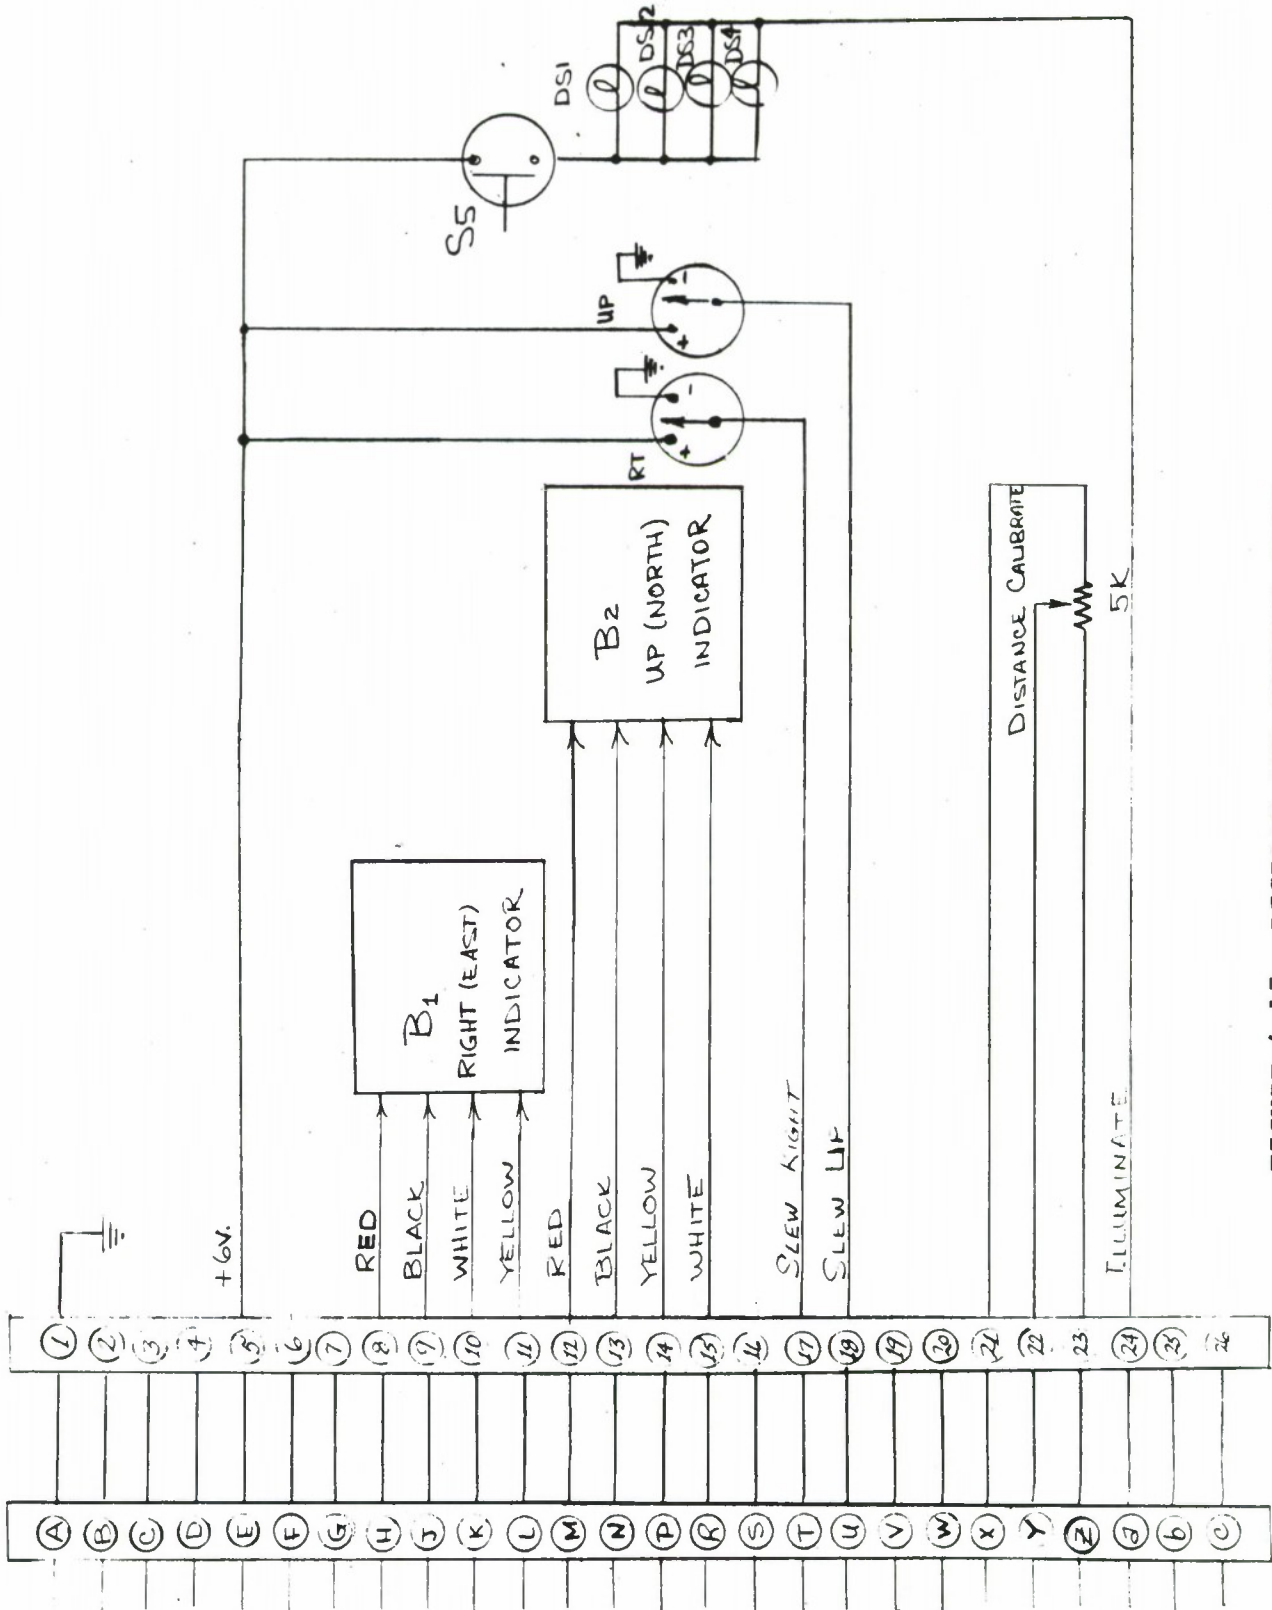 DS1
DS2
DS3
DS4
S5
UP
+
-
RT
+
-
B2
UP (NORTH)
INDICATOR
B1
RIGHT (EAST)
INDICATOR
DISTANCE CALIBRATE
5K
+6V.
RED
BLACK
WHITE
YELLOW
RED
BLACK
YELLOW
WHITE
SLEW RIGHT
SLEW UP
ILLUMINATE
1
2
3
4
5
6
7
8
9
10
11
12
13
14
15
16
17
18
19
20
21
22
23
24
25
26
A
B
C
D
E
F
G
H
J
K
L
M
N
P
R
S
T
U
V
W
X
Y
Z
a
b
c